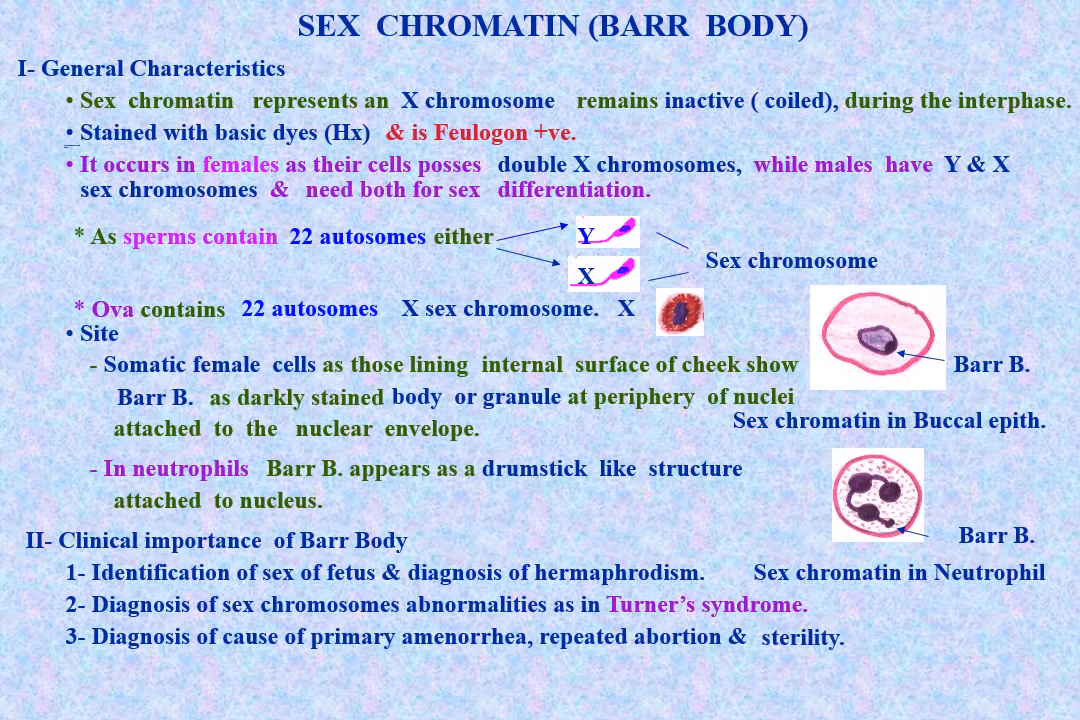 SEX CHROMATIN (BARR BODY)
I- General Characteristics
• Sex chromatin represents an X chromosome remains inactive ( coiled), during the interphase.
• Stained with basic dyes (Hx) & is Feulogon +ve.
• It occurs in females as their cells posses double X chromosomes, while males have Y & X
sex chromosomes & need both for sex differentiation.
* As sperms contain 22 autosomes either
Y
X
Sex chromosome
* Ova contains 22 autosomes X sex chromosome. X
• Site
- Somatic female cells as those lining internal surface of cheek show
Barr B. as darkly stained body or granule at periphery of nuclei
attached to the nuclear envelope.
Barr B.
Sex chromatin in Buccal epith.
- In neutrophils Barr B. appears as a drumstick like structure
attached to nucleus.
Barr B.
Sex chromatin in Neutrophil
II- Clinical importance of Barr Body
1- Identification of sex of fetus & diagnosis of hermaphrodism.
2- Diagnosis of sex chromosomes abnormalities as in Turner’s syndrome.
3- Diagnosis of cause of primary amenorrhea, repeated abortion & sterility.